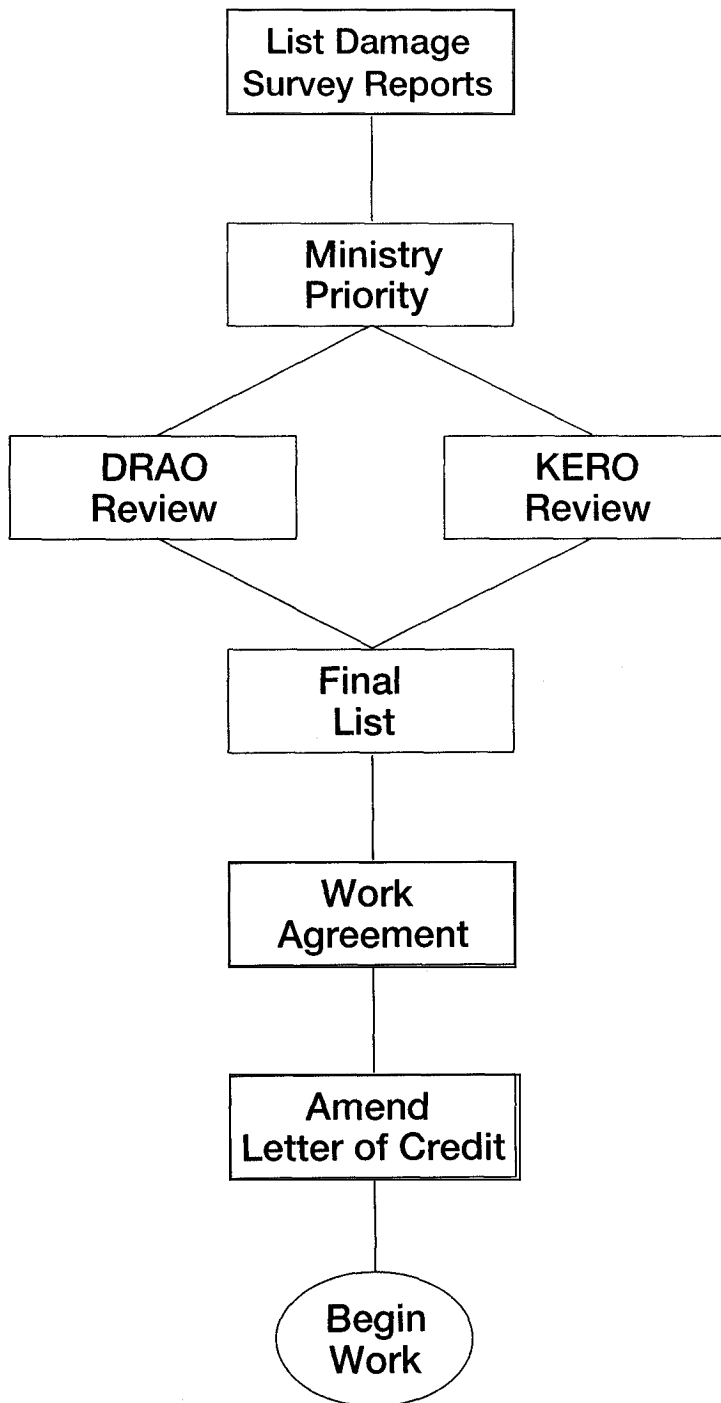 List Damage
Survey Reports
Ministry
Priority
DRAO
Review
KERO
Review
Final
List
Work
Agreement
Amend
Letter of Credit
Begin
Work